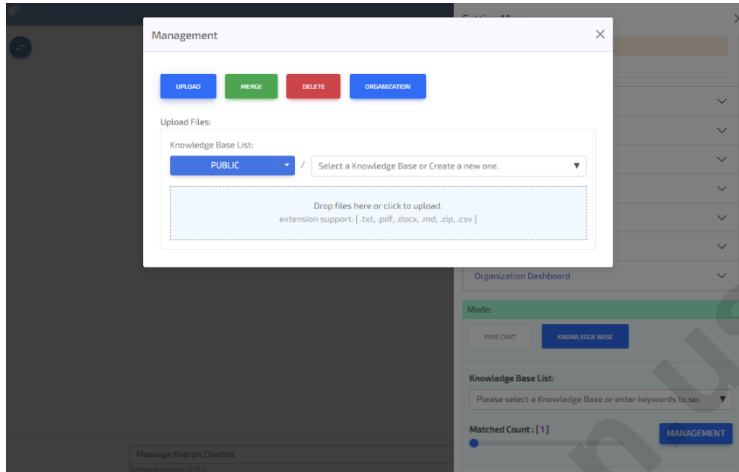 Management
UPLOAD MERGE DELETE ORGANIZATION
Upload Files:
Knowledge Base List:
PUBLIC / Select a Knowledge Base or Create a new one.
Drop files here or click to upload.
extension support: [ .txt, .pdf, .docx, .md, .zip, .csv ]
Organization Dashboard
Mode:
FREE CHAT KNOWLEDGE BASE
Knowledge Base List:
Please select a Knowledge Base or enter keywords to
Matched Count : [ 1 ]
MANAGEMENT
Message Kneron Chatbot